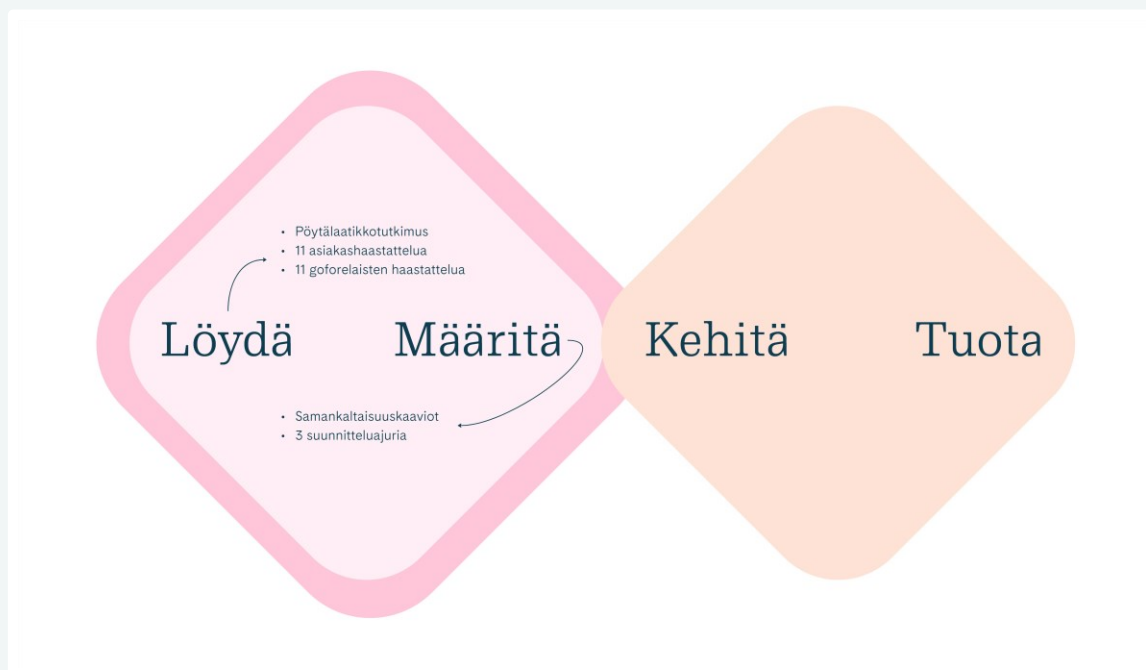 • Pöytälaatikkotutkimus
• 11 asiakashaastattelua
• 11 goforelaisten haastattelua
Löydä
Määritä
Kehitä
Tuota
• Samankaltaisuuskaaviot
• 3 suunnitteluajuria